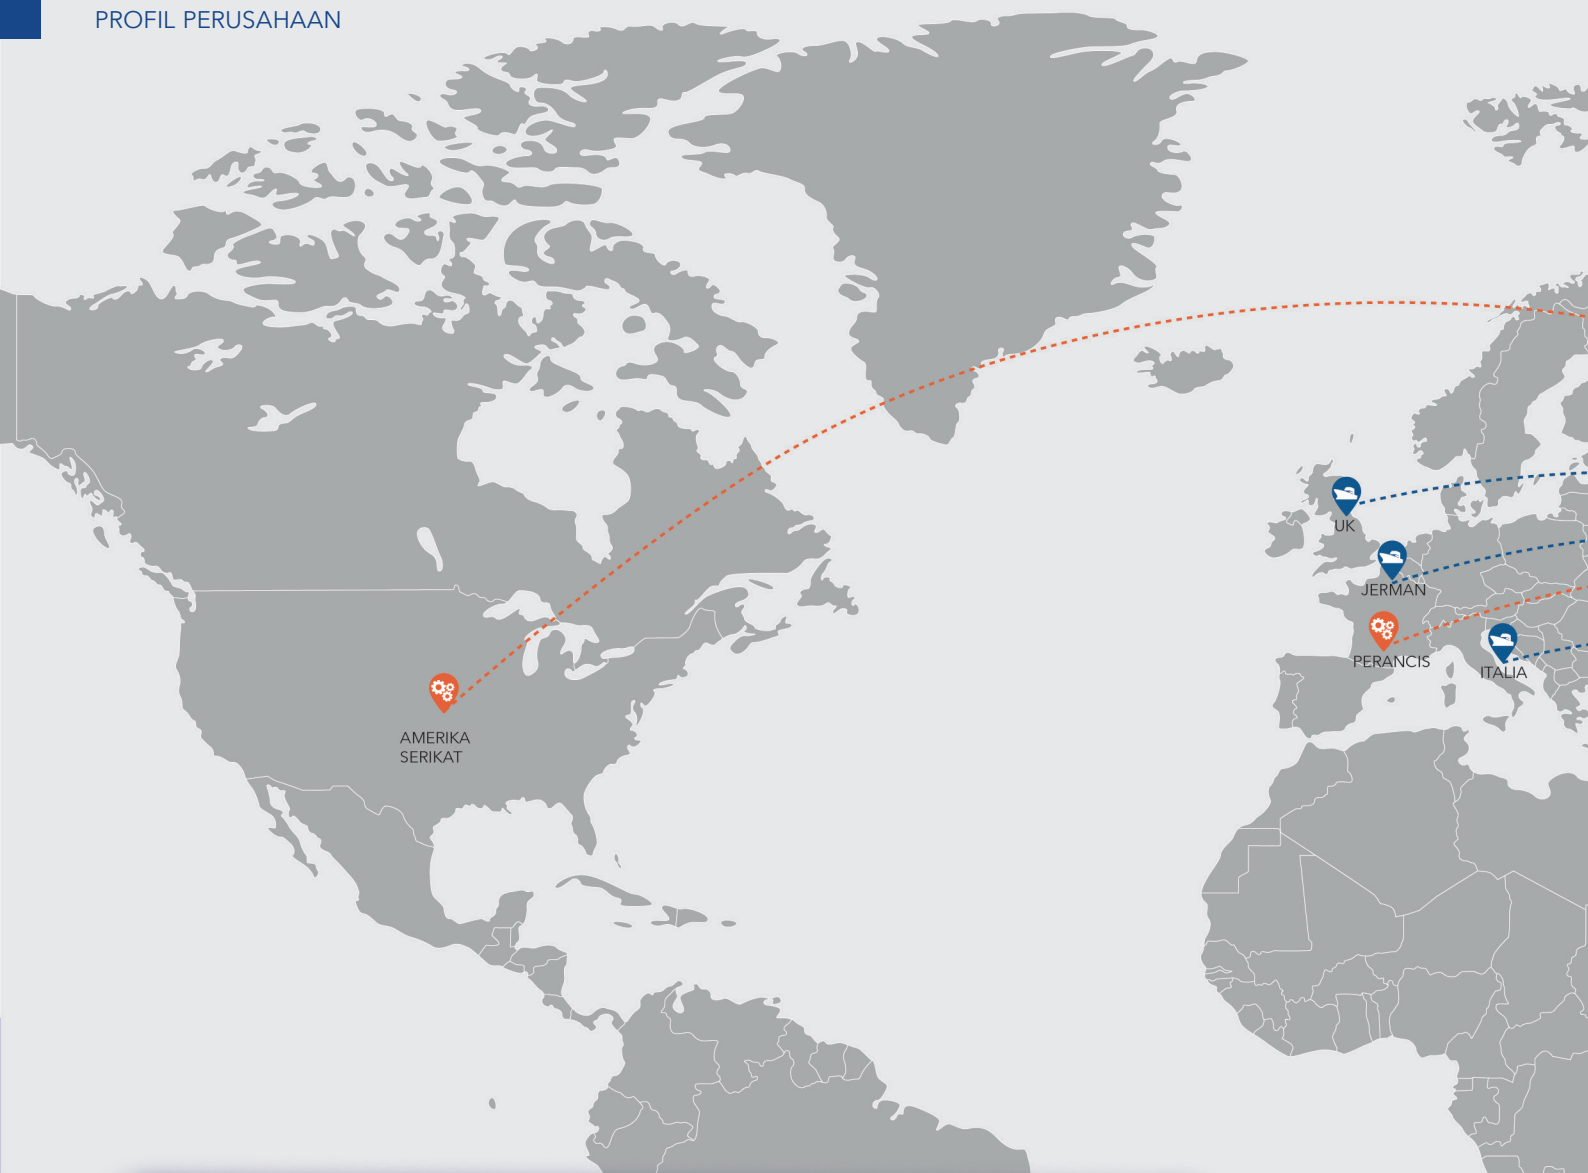 PROFIL PERUSAHAAN
UK
JERMAN
PERANCIS
ITALIA
AMERIKA
SERIKAT